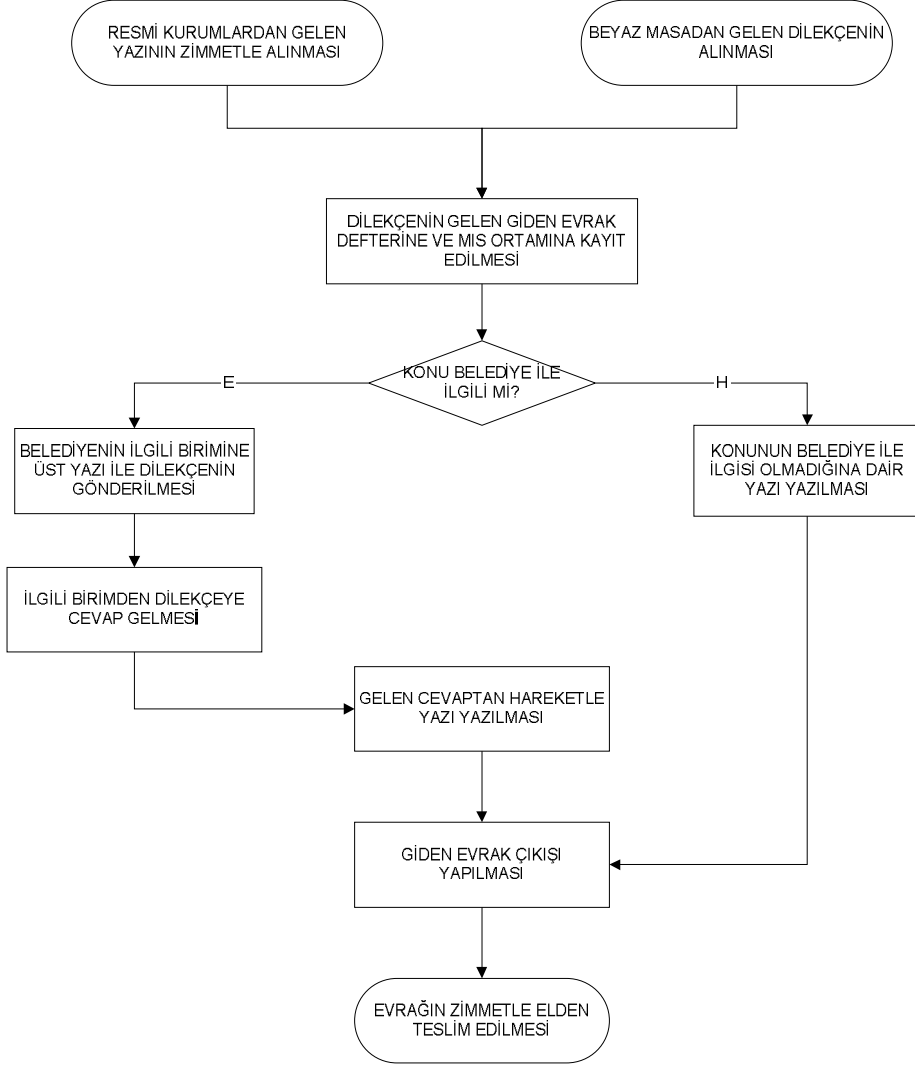 RESMİ KURUMLARDAN GELEN
YAZININ ZİMMETLE ALINMASI
BEYAZ MASADAN GELEN DİLEKÇENİN
ALINMASI
DİLEKÇENİN GELEN GİDEN EVRAK
DEFTERİNE VE MIS ORTAMINA KAYIT
EDİLMESİ
KONU BELEDİYE İLE
İLGİLİ Mİ?
E
H
BELEDİYENİN İLGİLİ BİRİMİNE
ÜST YAZI İLE DİLEKÇENİN
GÖNDERİLMESİ
KONUNUN BELEDİYE İLE
İLGİSİ OLMADIĞINA DAİR
YAZI YAZILMASI
İLGİLİ BİRİMDEN DİLEKÇEYE
CEVAP GELMESİ
GELEN CEVAPTAN HAREKETLE
YAZI YAZILMASI
GİDEN EVRAK ÇIKIŞI
YAPILMASI
EVRAĞIN ZİMMETLE ELDEN
TESLİM EDİLMESİ